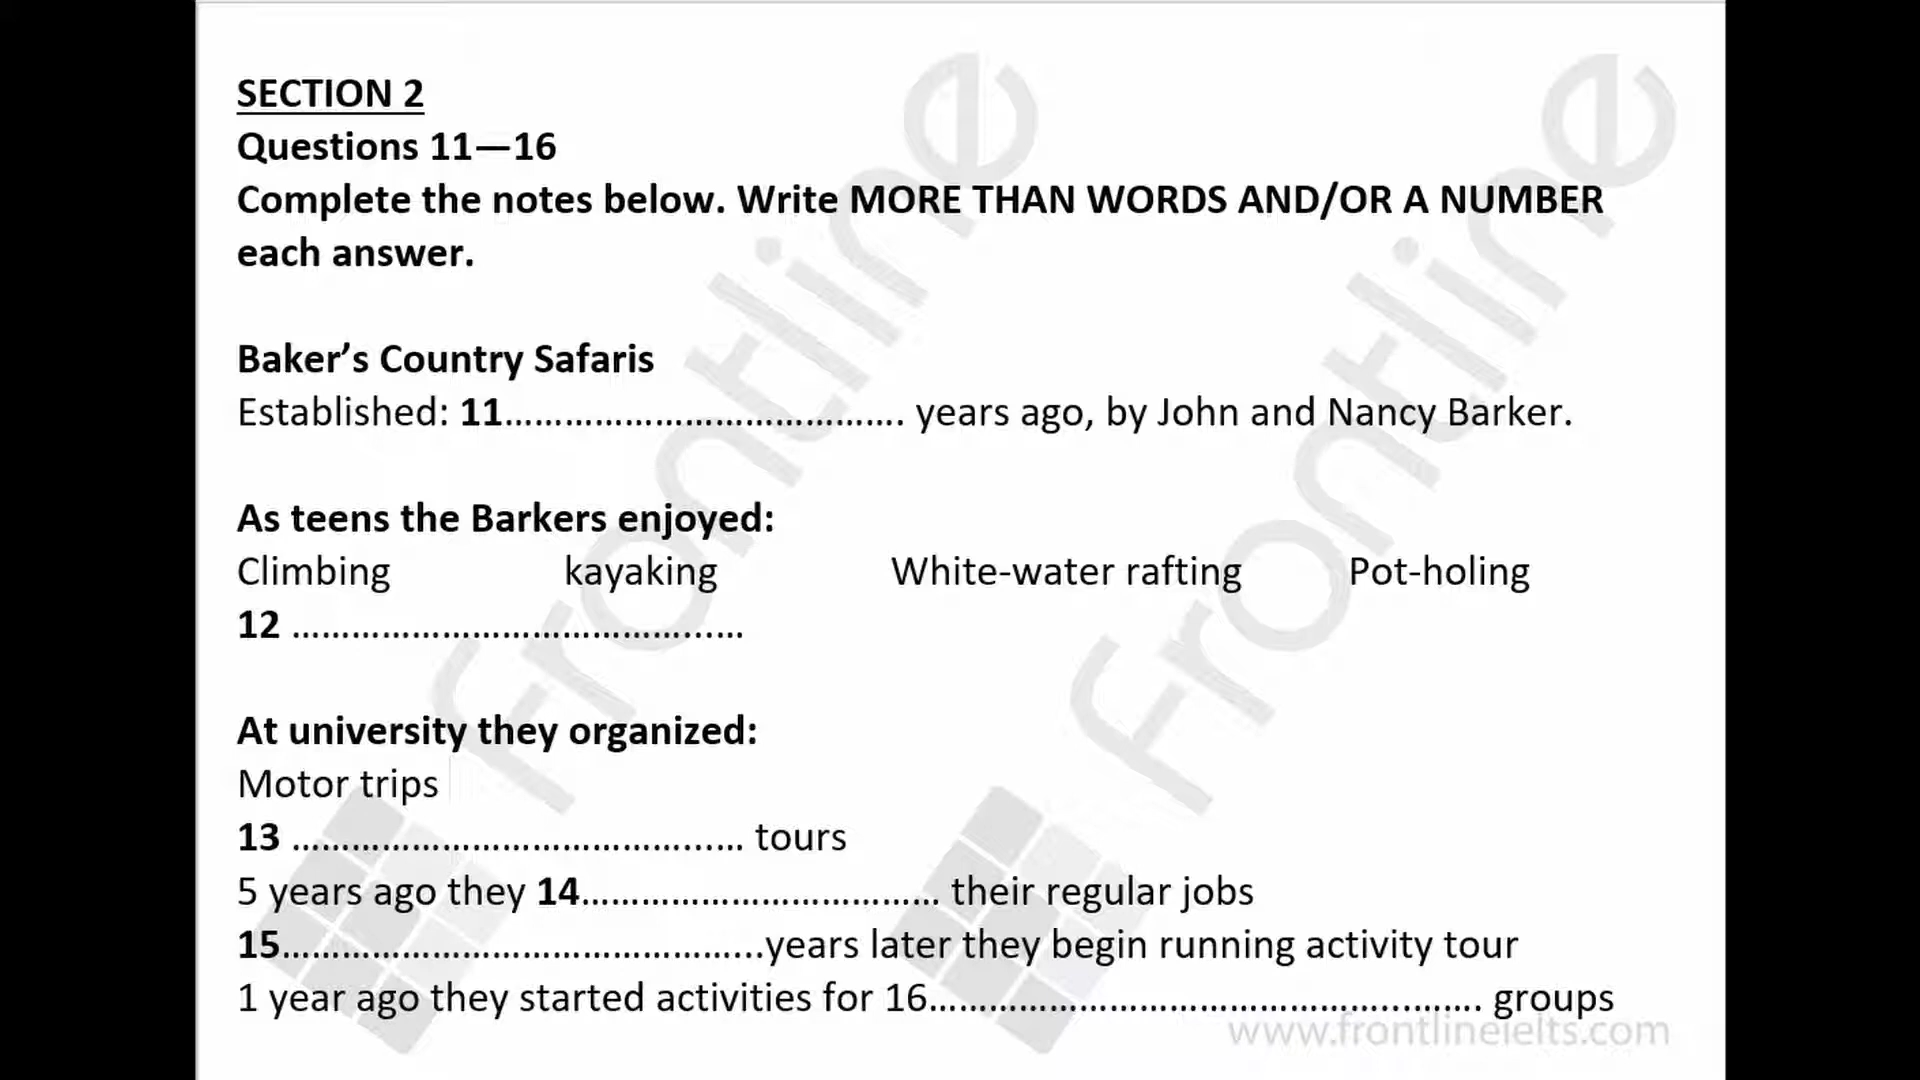 SECTION 2
Questions 11—16
Complete the notes below. Write MORE THAN WORDS AND/OR A NUMBER
each answer.
Baker’s Country Safaris
Established: 11........................................ years ago, by John and Nancy Barker.
As teens the Barkers enjoyed:
Climbing kayaking White-water rafting Pot-holing
12 .............................................
At university they organized:
Motor trips
13 ............................................. tours
5 years ago they 14.................................... their regular jobs
15................................................years later they begin running activity tour
1 year ago they started activities for 16....................................................... groups
www.frontlineielts.com
frontline
frontline